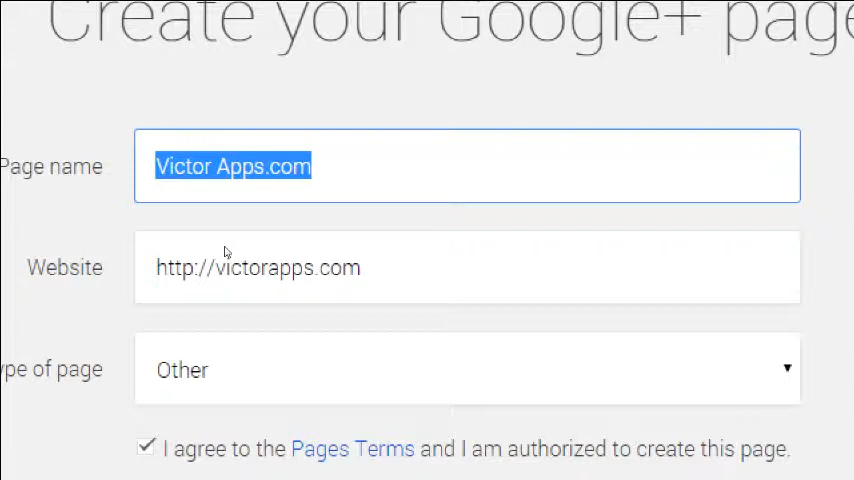 Create your Google+ page
Page name
Victor Apps.com
Website
http://victorapps.com
ype of page
Other
I agree to the Pages Terms and I am authorized to create this page.